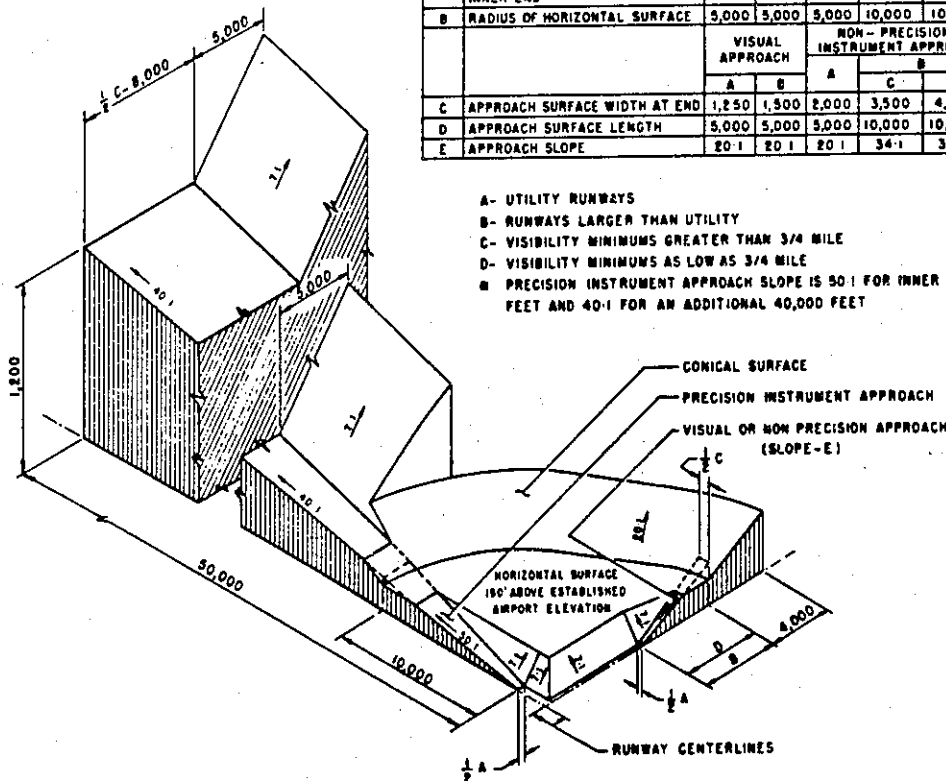 B RADIUS OF HORIZONTAL SURFACE 5,000 5,000 5,000 10,000 10
VISUAL APPROACH
NON-PRECISION INSTRUMENT APPR
A B A B
C
C APPROACH SURFACE WIDTH AT END 1,250 1,500 2,000 3,500 4,
D APPROACH SURFACE LENGTH 5,000 5,000 5,000 10,000 10,
E APPROACH SLOPE 20:1 20:1 20:1 34:1 3
A- UTILITY RUNWAYS
B- RUNWAYS LARGER THAN UTILITY
C- VISIBILITY MINIMUMS GREATER THAN 3/4 MILE
D- VISIBILITY MINIMUMS AS LOW AS 3/4 MILE
PRECISION INSTRUMENT APPROACH SLOPE IS 50:1 FOR INNER
FEET AND 40:1 FOR AN ADDITIONAL 40,000 FEET
5,000
1/2 C-8,000
7:1
40:1
5,000
1,200
7:1
40:1
CONICAL SURFACE
PRECISION INSTRUMENT APPROACH
VISUAL OR NON PRECISION APPROACH
(SLOPE-E)
1/2 C
20:1
HORIZONTAL SURFACE
150' ABOVE ESTABLISHED
AIRPORT ELEVATION
50,000
10,000
7:1
7:1
7:1
7:1
D
B
4,000
1/2 A
1/2 A
RUNWAY CENTERLINES